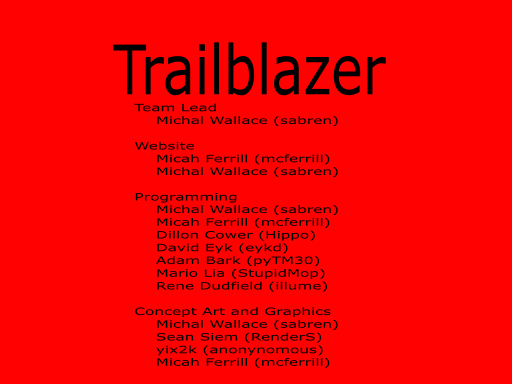 Trailblazer
Team Lead
Michal Wallace (sabren)
Website
Micah Ferrill (mcferrill)
Michal Wallace (sabren)
Programming
Michal Wallace (sabren)
Micah Ferrill (mcferrill)
Dillon Cower (Hippo)
David Eyk (eykd)
Adam Bark (pyTM30)
Mario Lia (StupidMop)
Rene Dudfield (illume)
Concept Art and Graphics
Michal Wallace (sabren)
Sean Siem (RenderS)
yix2k (anonynomous)
Micah Ferrill (mcferrill)